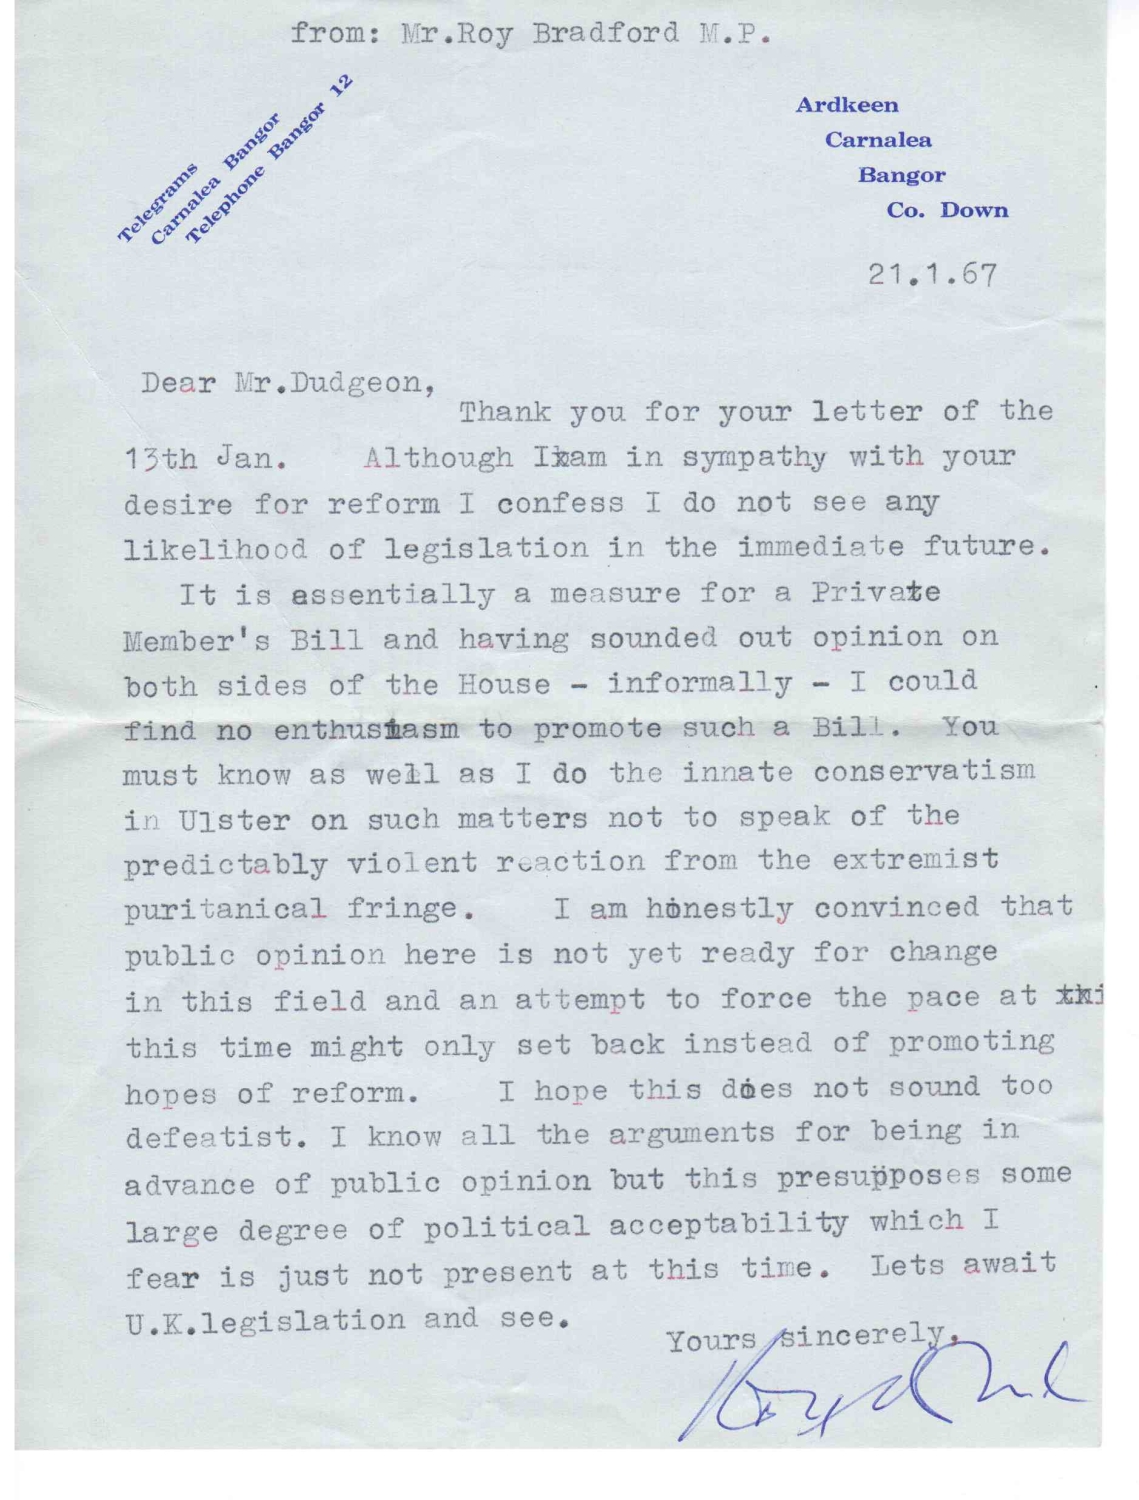 from: Mr.Roy Bradford M.P.
Telegrams
Carnalea Bangor
Telephone Bangor 12
Ardkeen
Carnalea
Bangor
Co. Down
21.1.67
Dear Mr.Dudgeon,
Thank you for your letter of the
13th Jan. Although Ixam in sympathy with your
desire for reform I confess I do not see any
likelihood of legislation in the immediate future.
It is essentially a measure for a Private
Member's Bill and having sounded out opinion on
both sides of the House - informally - I could
find no enthusiasm to promote such a Bill. You
must know as well as I do the innate conservatism
in Ulster on such matters not to speak of the
predictably violent reaction from the extremist
puritanical fringe. I am honestly convinced that
public opinion here is not yet ready for change
in this field and an attempt to force the pace at thi
this time might only set back instead of promoting
hopes of reform. I hope this does not sound too
defeatist. I know all the arguments for being in
advance of public opinion but this presupposes some
large degree of political acceptability which I
fear is just not present at this time. Lets await
U.K.legislation and see.
Yours sincerely,